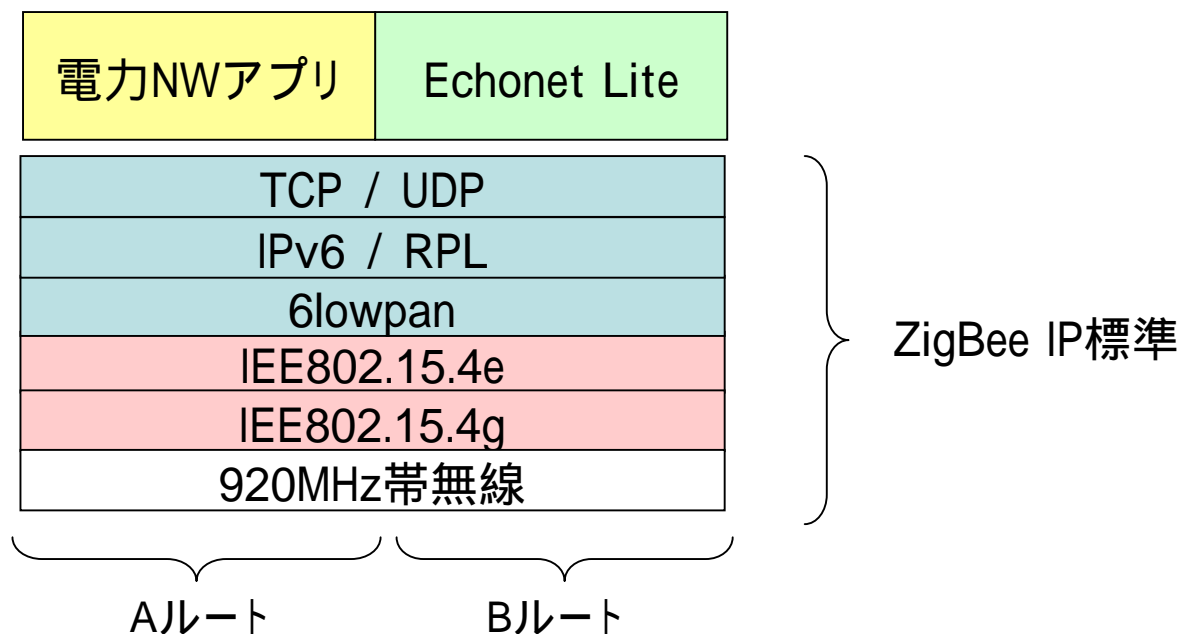 電力NWアプリ
Echonet Lite
TCP / UDP
IPv6 / RPL
6lowpan
IEE802.15.4e
IEE802.15.4g
920MHz帯無線
ZigBee IP標準
Aルート
Bルート